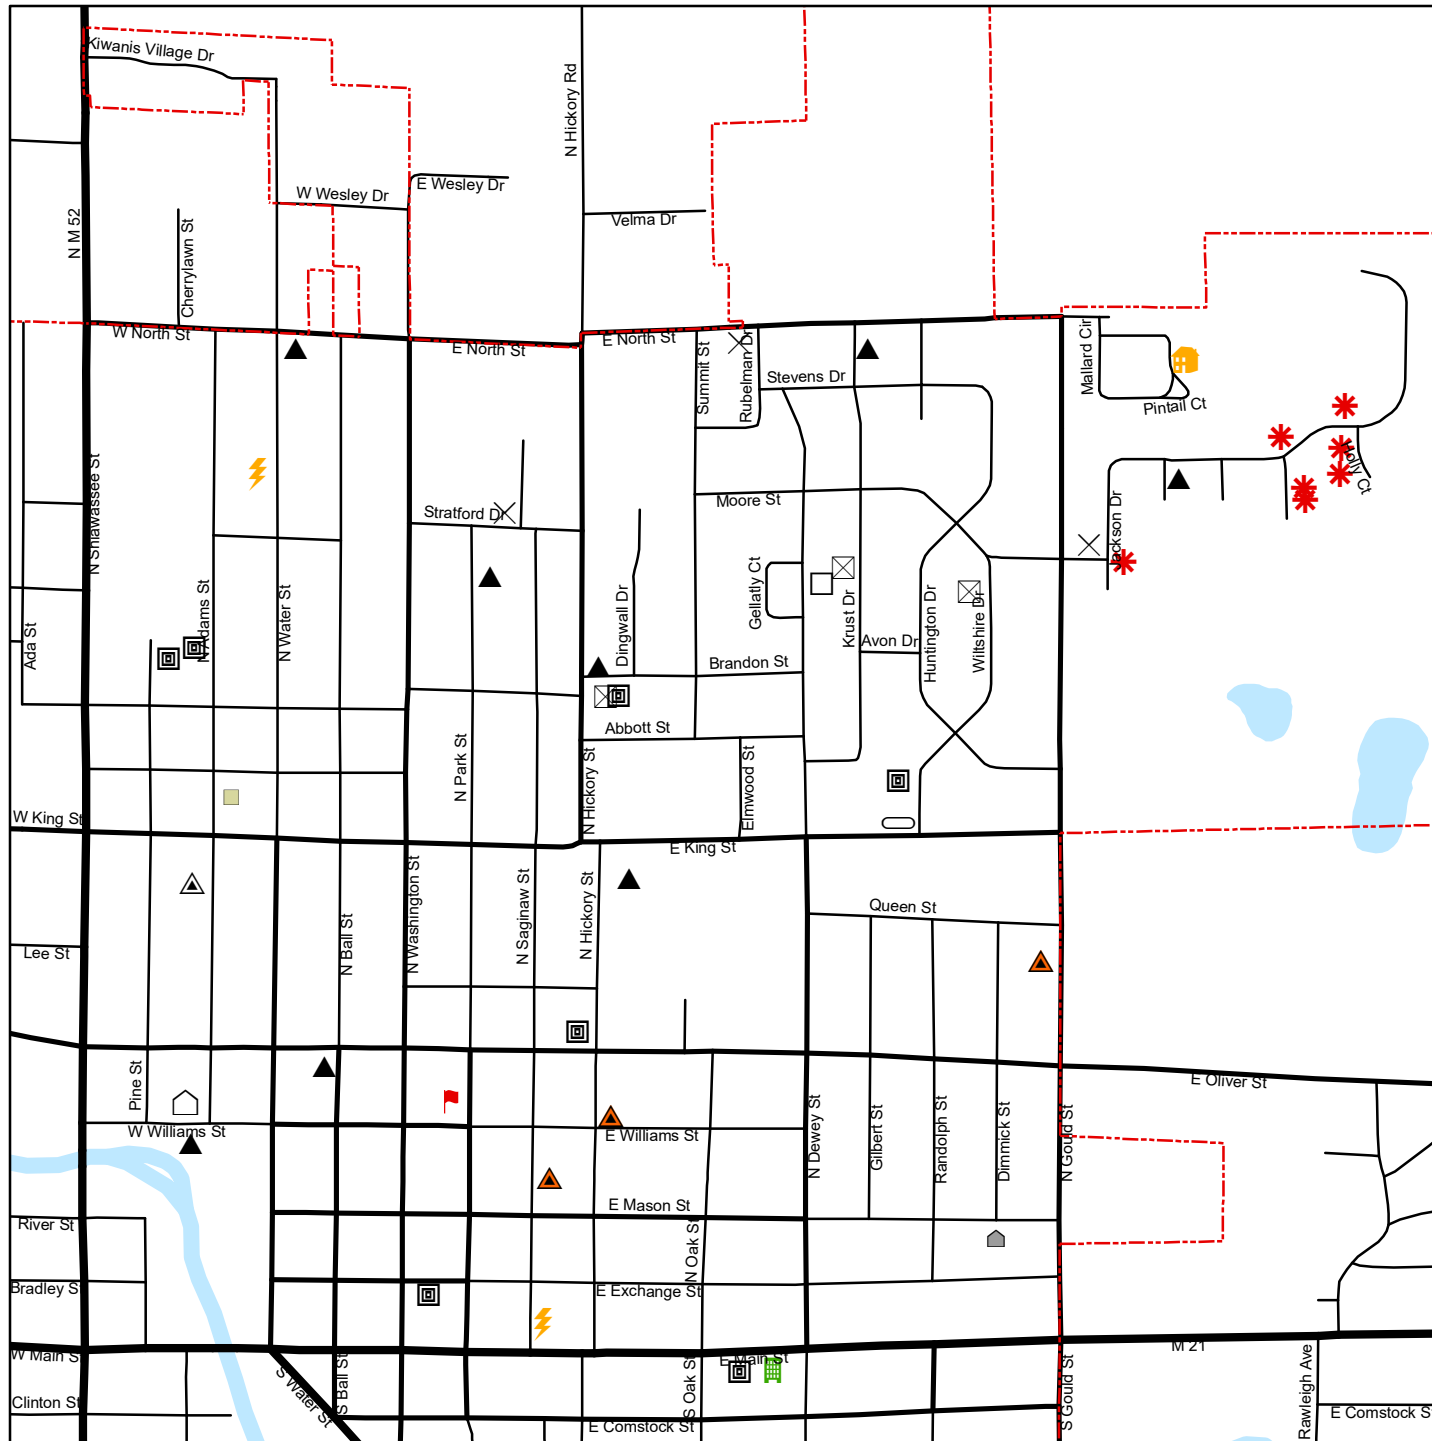 Kiwanis Village Dr
N Hickory Rd
W Wesley Dr
E Wesley Dr
Velma Dr
N M 52
Cherrylawn St
W North St
E North St
E North St
Summit St
Rubelman Dr
Stevens Dr
Mallard Cir
Pintail Ct
Holly Ct
N Shiawassee St
Stratford Dr
Moore St
Jackson Dr
Ada St
N Adams St
N Water St
Dingwall Dr
Gellatly Ct
Krust Dr
Avon Dr
Huntington Dr
Wiltshire Dr
Brandon St
Abbott St
N Park St
N Hickory St
Elmwood St
W King St
E King St
N Ball St
N Washington St
N Saginaw St
N Hickory St
Queen St
Lee St
Pine St
E Oliver St
W Williams St
E Williams St
N Dewey St
Gilbert St
Randolph St
Dimmick St
N Gould St
River St
E Mason St
N Oak St
Bradley S
E Exchange St
W Main S
E Main St
M 21
S Water St
S Ball St
S Oak St
S Gould St
Rawleigh Ave
Clinton St
E Comstock St
E Comstock S